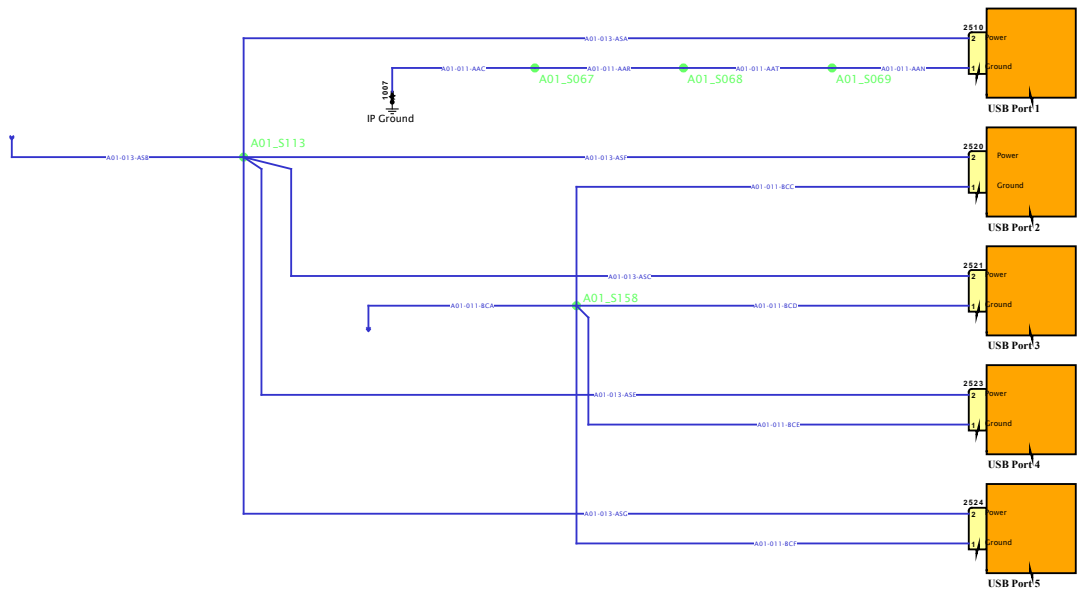 2510
A01-013-ASA
2 Power
1007
A01-011-AAC
A01-011-AAR
A01-011-AAT
A01-011-AAN
1 Ground
A01_S067
A01_S068
A01_S069
USB Port 1
IP Ground
A01_S113
2520
A01-013-ASB
A01-013-ASF
2 Power
A01-011-BCC
1 Ground
USB Port 2
2521
A01-013-ASC
2 Power
A01_S158
A01-011-BCA
A01-011-BCD
1 Ground
USB Port 3
2523
A01-013-ASE
2 Power
A01-011-BCE
1 Ground
USB Port 4
2524
A01-013-ASG
2 Power
A01-011-BCF
1 Ground
USB Port 5